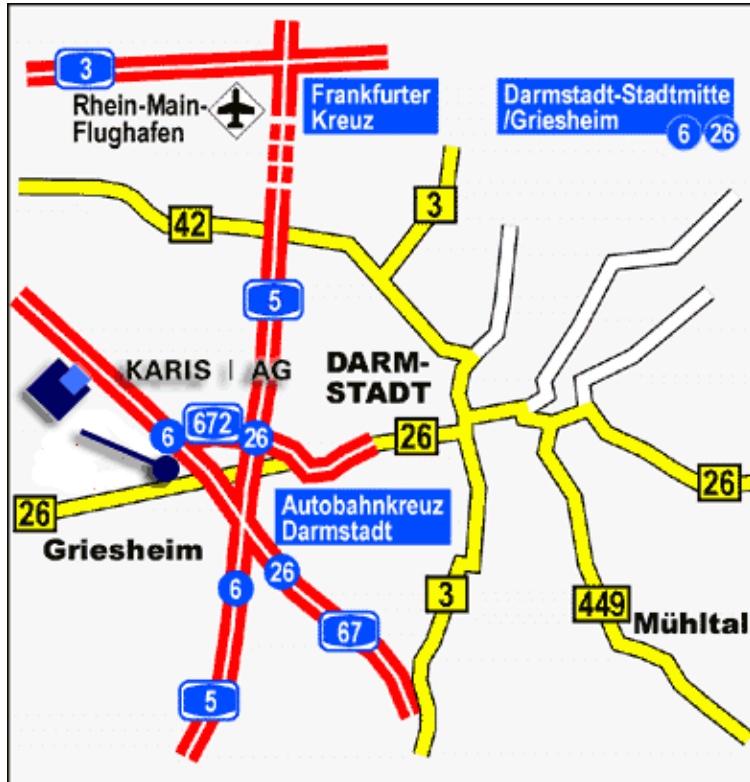 3
Rhein-Main-
Flughafen
Frankfurter
Kreuz
Darmstadt-Stadtmitte
/Griesheim
6 26
3
42
5
KARIS | AG
DARM-
STADT
672
6
26
26
26
26
Autobahnkreuz
Darmstadt
Griesheim
26
6
3
449
67
Mühltal
5